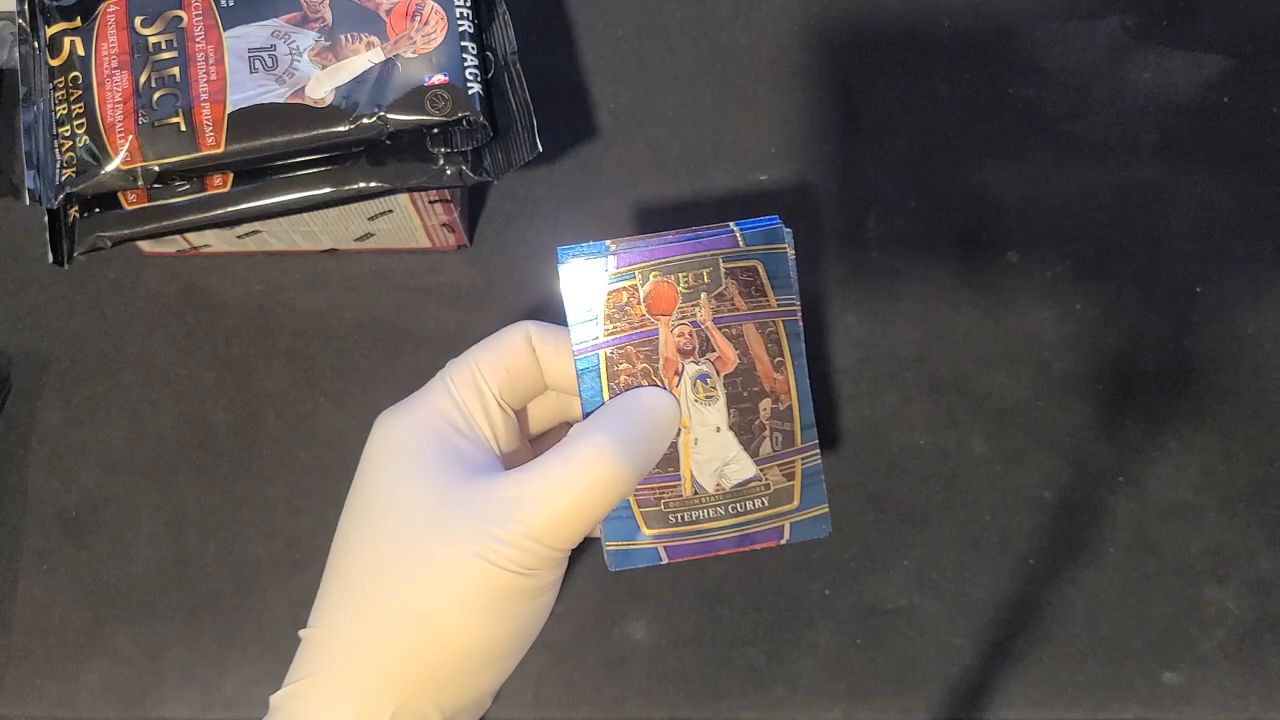 GER PACK
15 CARDS
PER PACK
4 INSERTS OR PRIZM PARALLELS!
PER PACK, ON AVERAGE
SELECT
LOOK FOR
EXCLUSIVE SHIMMER PRIZMS!
GRIZZLIES
12
SELECT
WARRIORS
GOLDEN STATE WARRIORS
STEPHEN CURRY